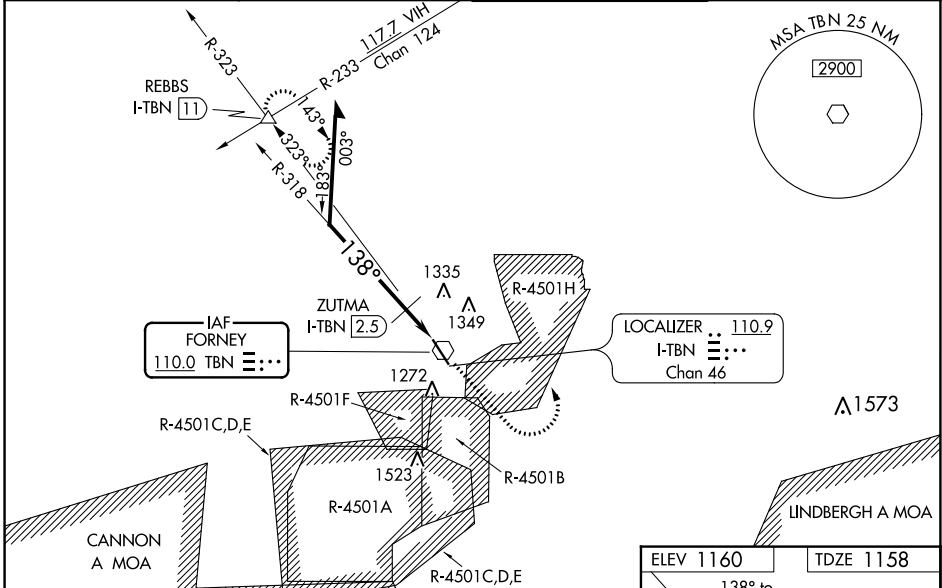 R-323
117.7 VIH
Chan 124
R-233
MSA TBN 25 NM
2900
REBBS
I-TBN 11
143°
323°
003°
183°
R-318
138°
1335
1349
R-4501H
ZUTMA
I-TBN 2.5
IAF
FORNEY
110.0 TBN
LOCALIZER 110.9
I-TBN
Chan 46
1272
R-4501F
1573
R-4501C,D,E
1523
R-4501B
R-4501A
LINDBERGH A MOA
CANNON
A MOA
R-4501C,D,E
ELEV 1160
TDZE 1158
138° to